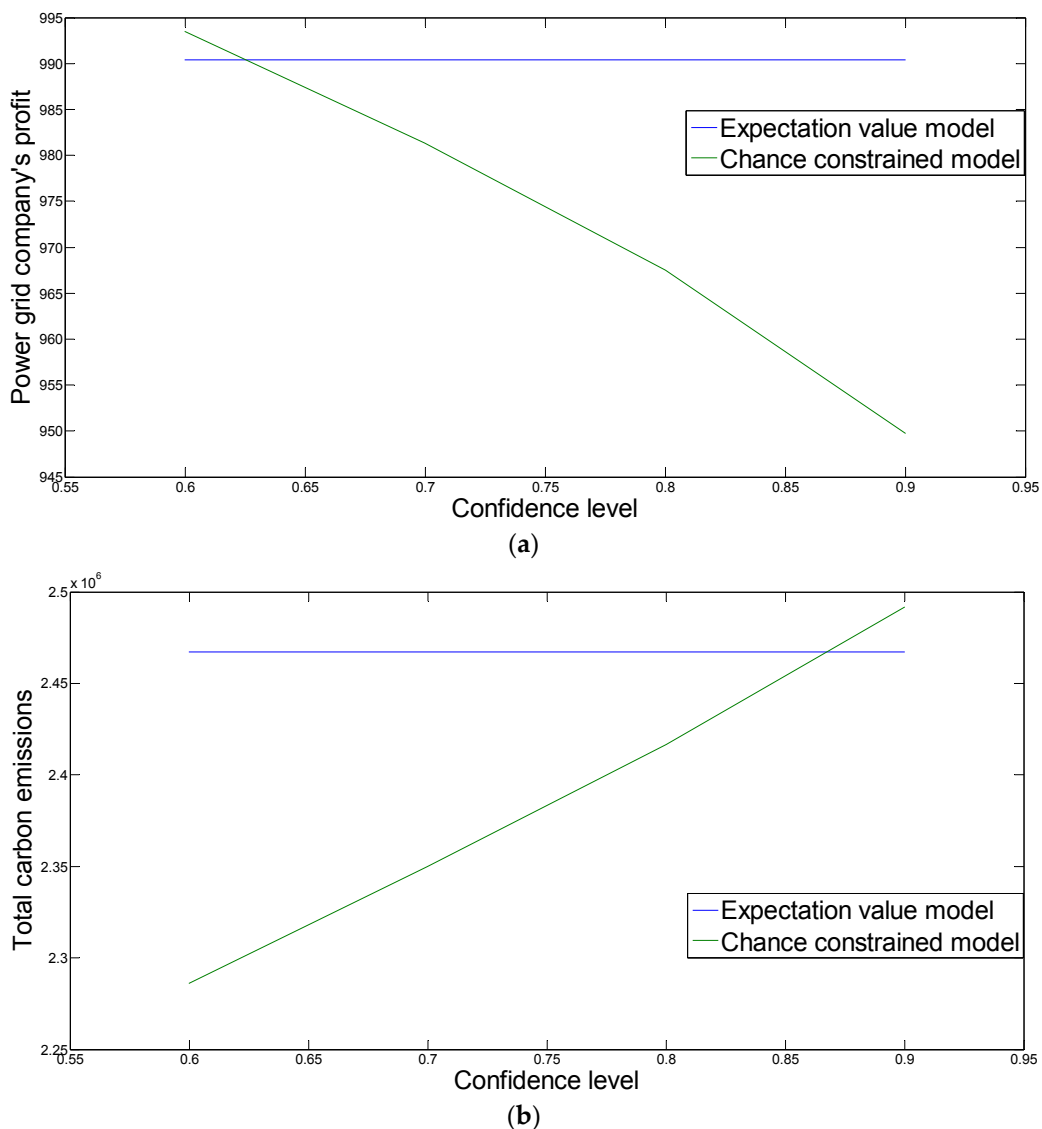 995
990
985
980
975
970
965
960
955
950
945
Power grid company's profit
Expectation value model
Chance constrained model
0.55 0.6 0.65 0.7 0.75 0.8 0.85 0.9 0.95
Confidence level
(a)
x 10^6
2.5
2.45
2.4
2.35
2.3
2.25
Total carbon emissions
Expectation value model
Chance constrained model
0.55 0.6 0.65 0.7 0.75 0.8 0.85 0.9 0.95
Confidence level
(b)